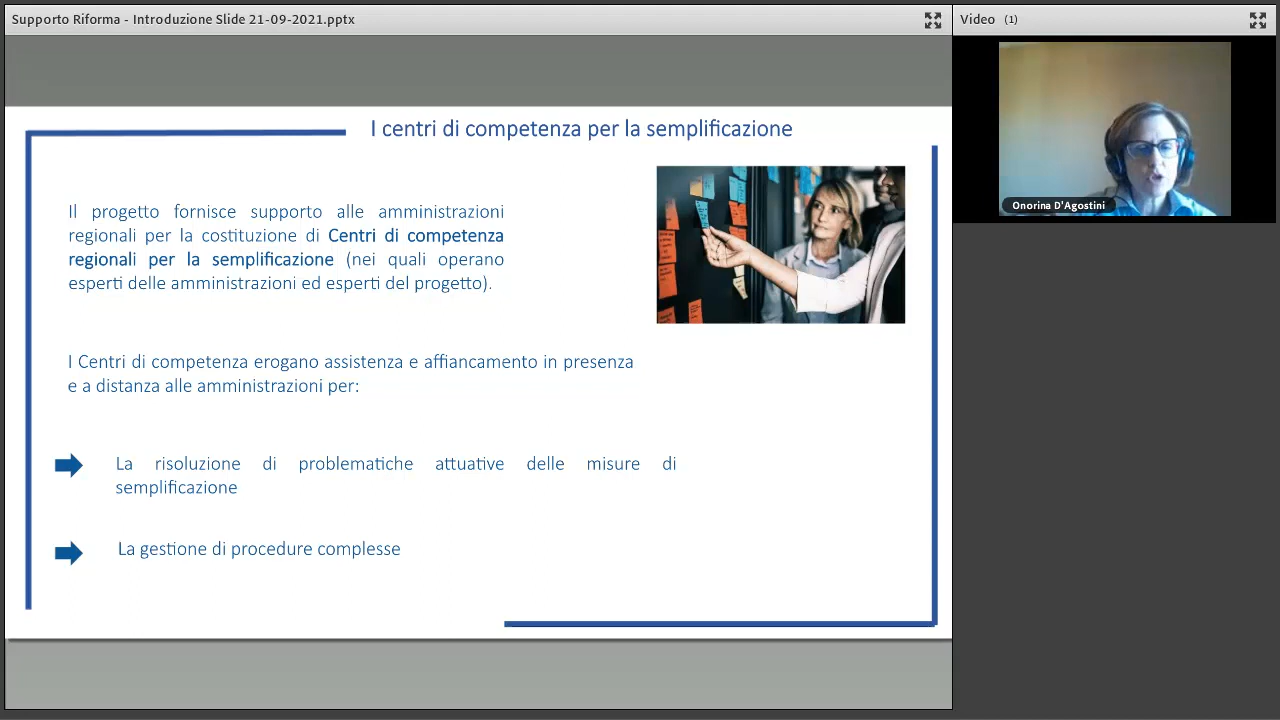 Supporto Riforma - Introduzione Slide 21-09-2021.pptx
Video (1)
I centri di competenza per la semplificazione
Il progetto fornisce supporto alle amministrazioni
regionali per la costituzione di Centri di competenza
regionali per la semplificazione (nei quali operano
esperti delle amministrazioni ed esperti del progetto).
I Centri di competenza erogano assistenza e affiancamento in presenza
e a distanza alle amministrazioni per:
La risoluzione di problematiche attuative delle misure di
semplificazione
La gestione di procedure complesse
Onorina D'Agostini